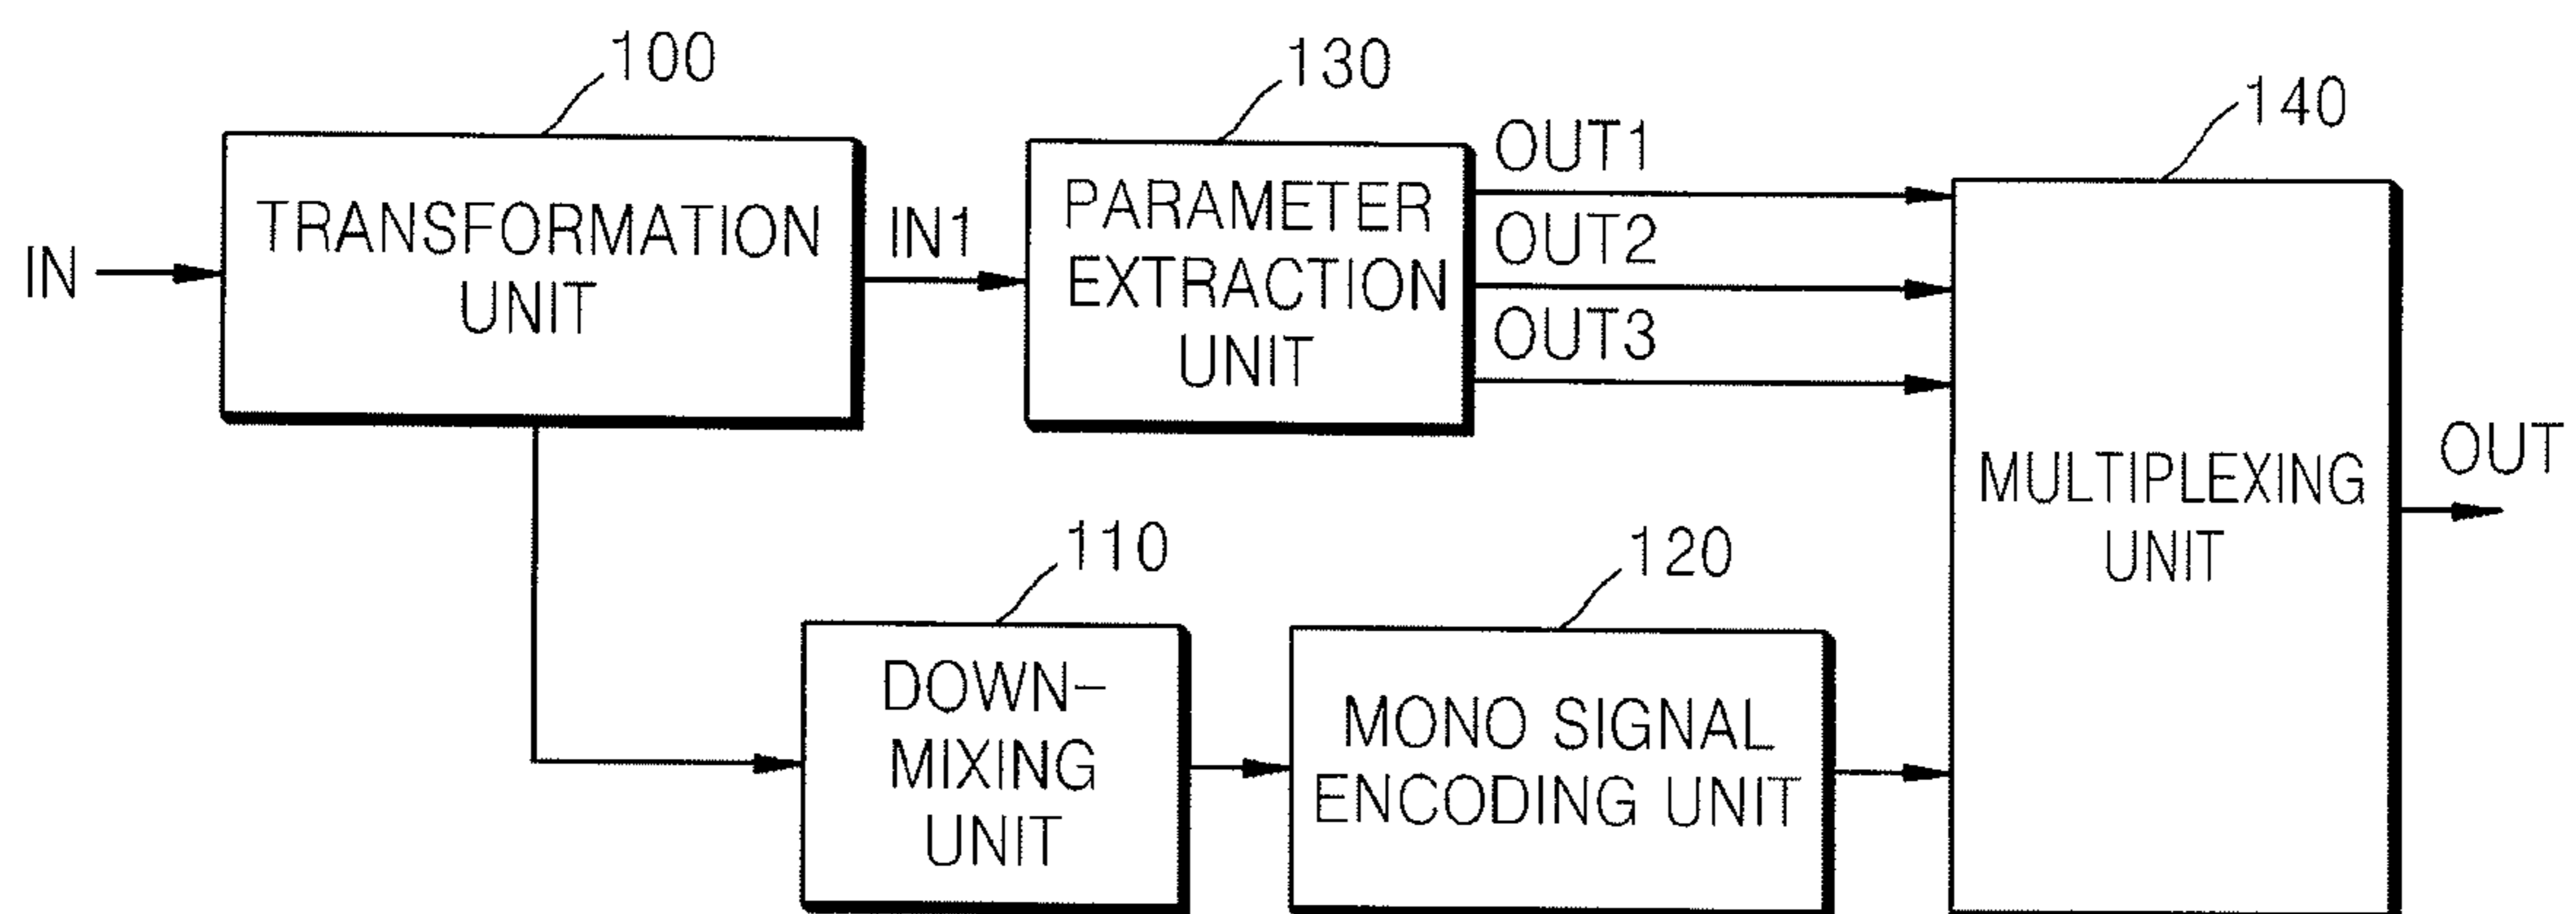 100
130
140
IN
TRANSFORMATION
UNIT
IN1
PARAMETER
EXTRACTION
UNIT
OUT1
OUT2
OUT3
MULTIPLEXING
UNIT
OUT
110
120
DOWN-
MIXING
UNIT
MONO SIGNAL
ENCODING UNIT